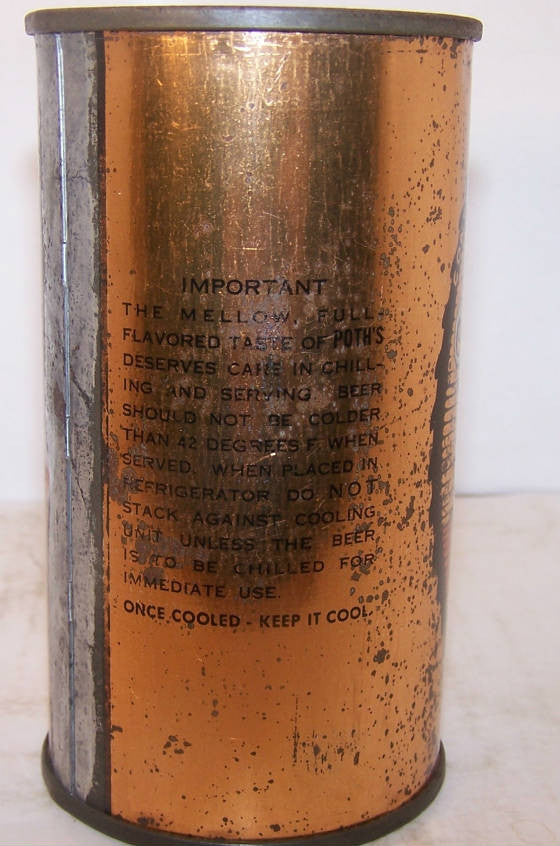 IMPORTANT
THE MELLOW, FULL-
FLAVORED TASTE OF POTH'S
DESERVES CARE IN CHILL-
ING AND SERVING. BEER
SHOULD NOT BE COLDER
THAN 42 DEGREES F. WHEN
SERVED. WHEN PLACED IN
REFRIGERATOR DO NOT
STACK AGAINST COOLING
UNIT UNLESS THE BEER
IS TO BE CHILLED FOR
IMMEDIATE USE.
ONCE COOLED - KEEP IT COOL.